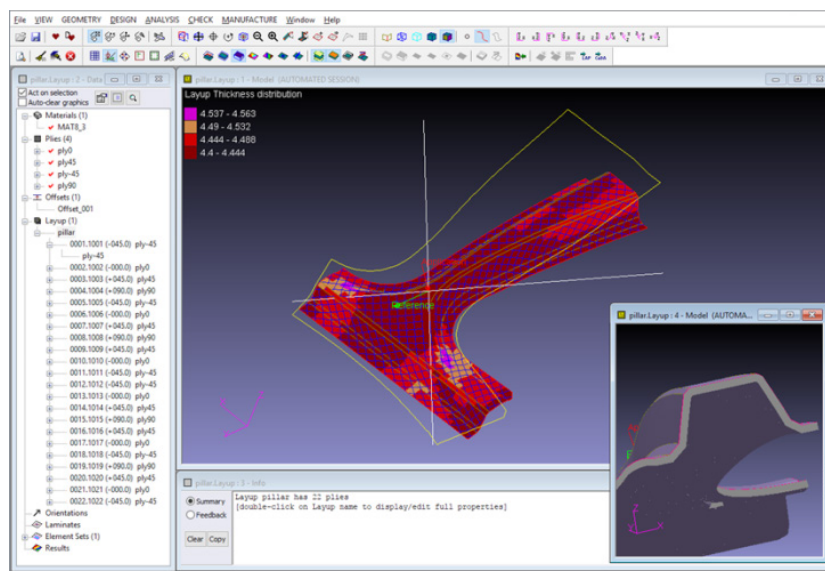 File VIEW GEOMETRY DESIGN ANALYSIS CHECK MANUFACTURE Window Help
pillar.Layup : 2 - Data
Act on selection
Auto-clear graphics
Materials (1)
MAT8_3
Plies (4)
ply0
ply45
ply-45
ply90
Offsets (1)
Offset_001
Layup (1)
pillar
0001.1001 (-045.0) ply-45
ply-45
0002.1002 (-000.0) ply0
0003.1003 (+045.0) ply45
0004.1004 (+090.0) ply90
0005.1005 (-045.0) ply-45
0006.1006 (-000.0) ply0
0007.1007 (+045.0) ply45
0008.1008 (+090.0) ply90
0009.1009 (+045.0) ply45
0010.1010 (-000.0) ply0
0011.1011 (-045.0) ply-45
0012.1012 (-045.0) ply-45
0013.1013 (-000.0) ply0
0014.1014 (+045.0) ply45
0015.1015 (+090.0) ply90
0016.1016 (+045.0) ply45
0017.1017 (-000.0) ply0
0018.1018 (-045.0) ply-45
0019.1019 (+090.0) ply90
0020.1020 (+045.0) ply45
0021.1021 (-000.0) ply0
0022.1022 (-045.0) ply-45
Orientations
Laminates
Element Sets (1)
Results
pillar.Layup : 1 - Model (AUTOMATED SESSION)
Layup Thickness distribution
4.537 - 4.563
4.49 - 4.532
4.444 - 4.488
4.4 - 4.444
Reference
pillar.Layup : 3 - Info
Summary
Feedback
Clear Copy
Layup pillar has 22 plies
[double-click on Layup name to display/edit full properties]
pillar.Layup : 4 - Model (AUTOMA...
Z
Y X